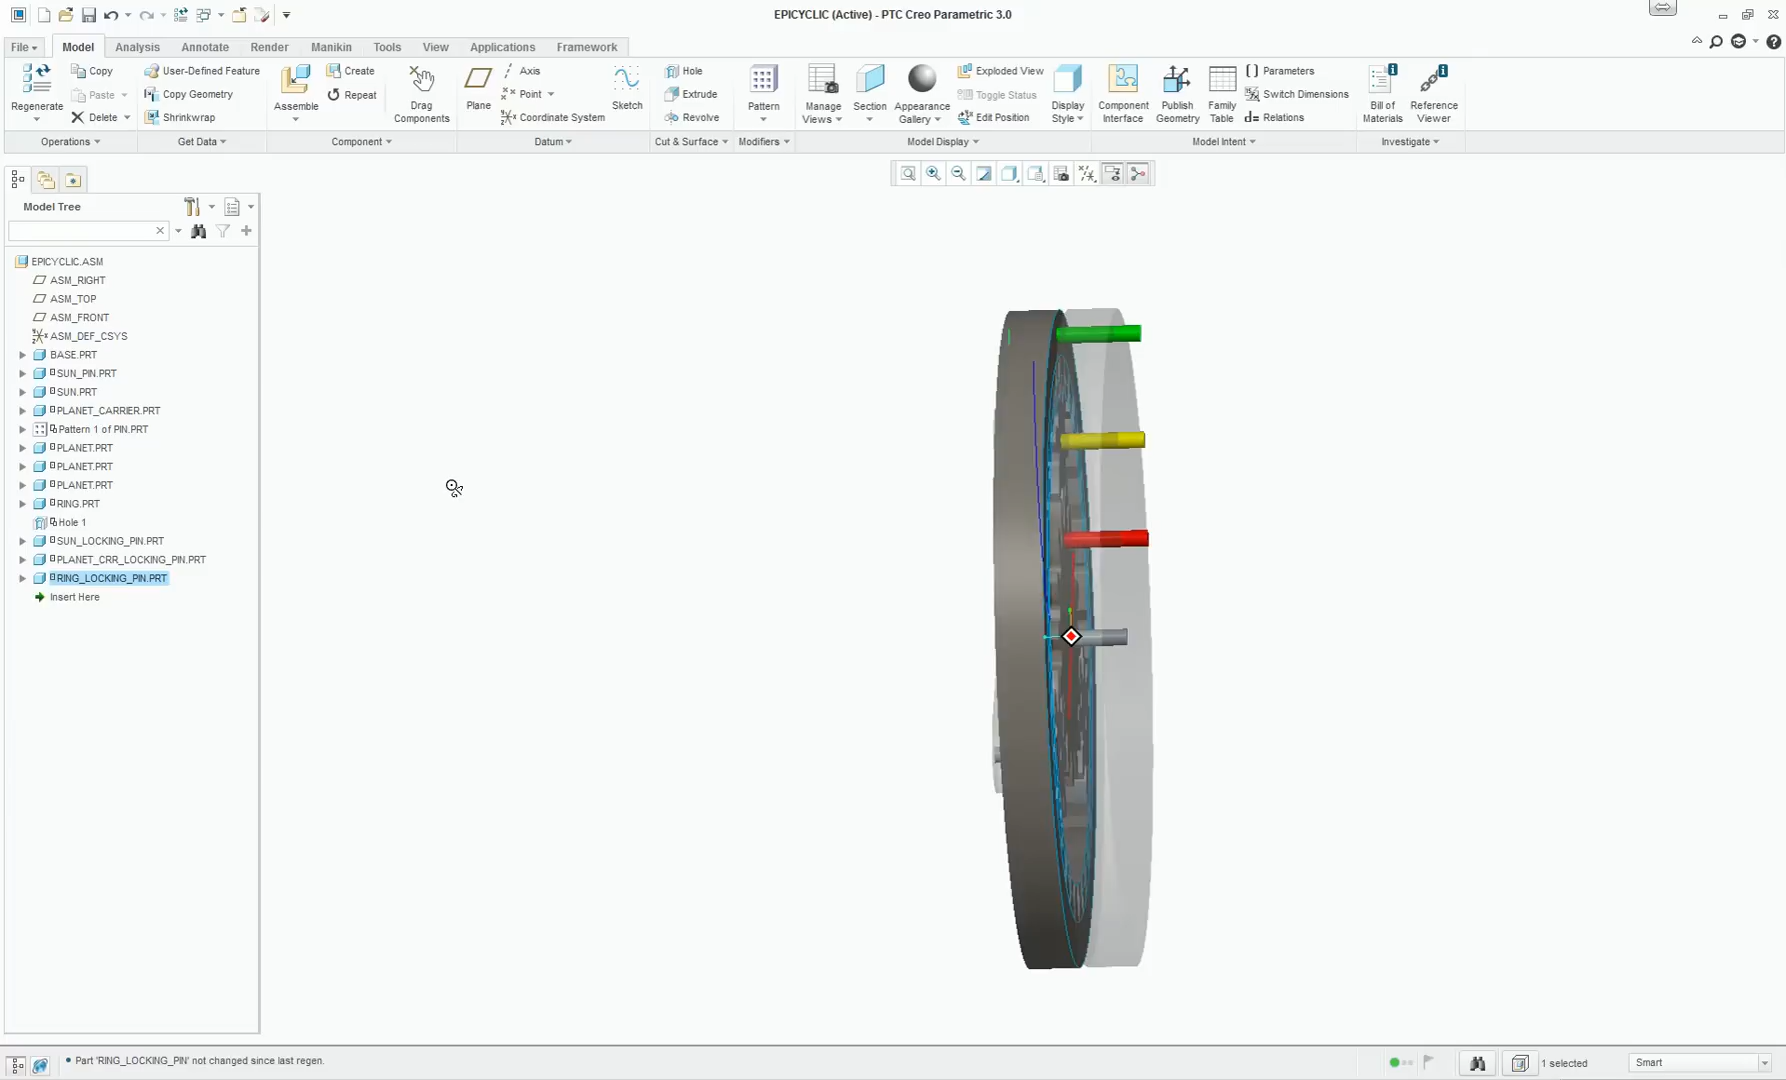 EPICYCLIC (Active) - PTC Creo Parametric 3.0
File Model Analysis Annotate Render Manikin Tools View Applications Framework
Regenerate
Copy
Paste
Delete
User-Defined Feature
Copy Geometry
Shrinkwrap
Assemble
Create
Repeat
Drag
Components
Plane
Axis
Point
Coordinate System
Sketch
Hole
Extrude
Revolve
Pattern
Manage
Views
Section
Appearance
Gallery
Exploded View
Toggle Status
Edit Position
Display
Style
Component
Interface
Publish
Geometry
Family
Table
Parameters
Switch Dimensions
Relations
Bill of
Materials
Reference
Viewer
Operations Get Data Component Datum Cut & Surface Modifiers Model Display Model Intent Investigate
Model Tree
EPICYCLIC.ASM
ASM_RIGHT
ASM_TOP
ASM_FRONT
ASM_DEF_CSYS
BASE.PRT
SUN_PIN.PRT
SUN.PRT
PLANET_CARRIER.PRT
Pattern 1 of PIN.PRT
PLANET.PRT
PLANET.PRT
PLANET.PRT
RING.PRT
Hole 1
SUN_LOCKING_PIN.PRT
PLANET_CRR_LOCKING_PIN.PRT
RING_LOCKING_PIN.PRT
Insert Here
Part 'RING_LOCKING_PIN' not changed since last regen.
1 selected
Smart